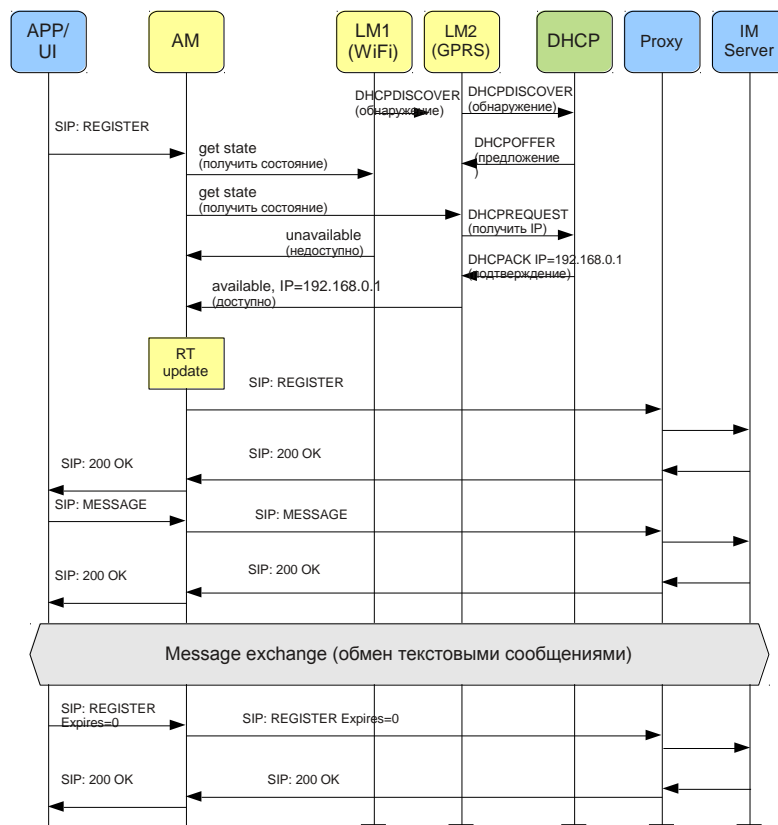 APP/
UI
AM
LM1
(WiFi)
LM2
(GPRS)
DHCP
Proxy
IM
Server
DHCPDISCOVER
(обнаружение)
DHCPDISCOVER
(обнаружение)
SIP: REGISTER
DHCPOFFER
(предложение
)
get state
(получить состояние)
get state
(получить состояние)
DHCPREQUEST
(получить IP)
unavailable
(недоступно)
DHCPACK IP=192.168.0.1
(подтверждение)
available, IP=192.168.0.1
(доступно)
RT
update
SIP: REGISTER
SIP: 200 OK
SIP: 200 OK
SIP: MESSAGE
SIP: MESSAGE
SIP: 200 OK
SIP: 200 OK
Message exchange (обмен текстовыми сообщениями)
SIP: REGISTER
Expires=0
SIP: REGISTER Expires=0
SIP: 200 OK
SIP: 200 OK